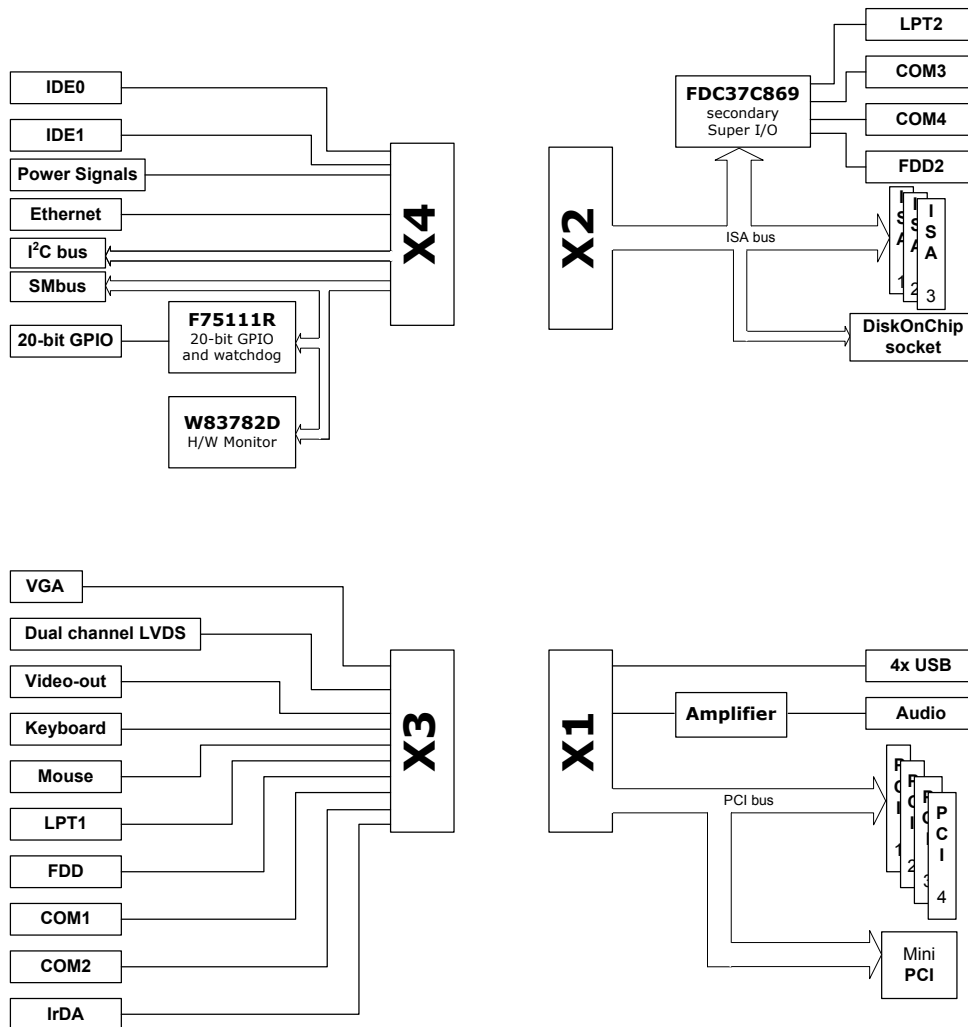 IDE0
IDE1
Power Signals
Ethernet
I²C bus
SMbus
20-bit GPIO
F75111R
20-bit GPIO
and watchdog
W83782D
H/W Monitor
X4
X2
FDC37C869
secondary
Super I/O
LPT2
COM3
COM4
FDD2
ISA bus
ISA 1
ISA 2
ISA 3
DiskOnChip
socket
VGA
Dual channel LVDS
Video-out
Keyboard
Mouse
LPT1
FDD
COM1
COM2
IrDA
X3
X1
4x USB
Amplifier
Audio
PCI bus
PCI 1
PCI 2
PCI 3
PCI 4
Mini
PCI